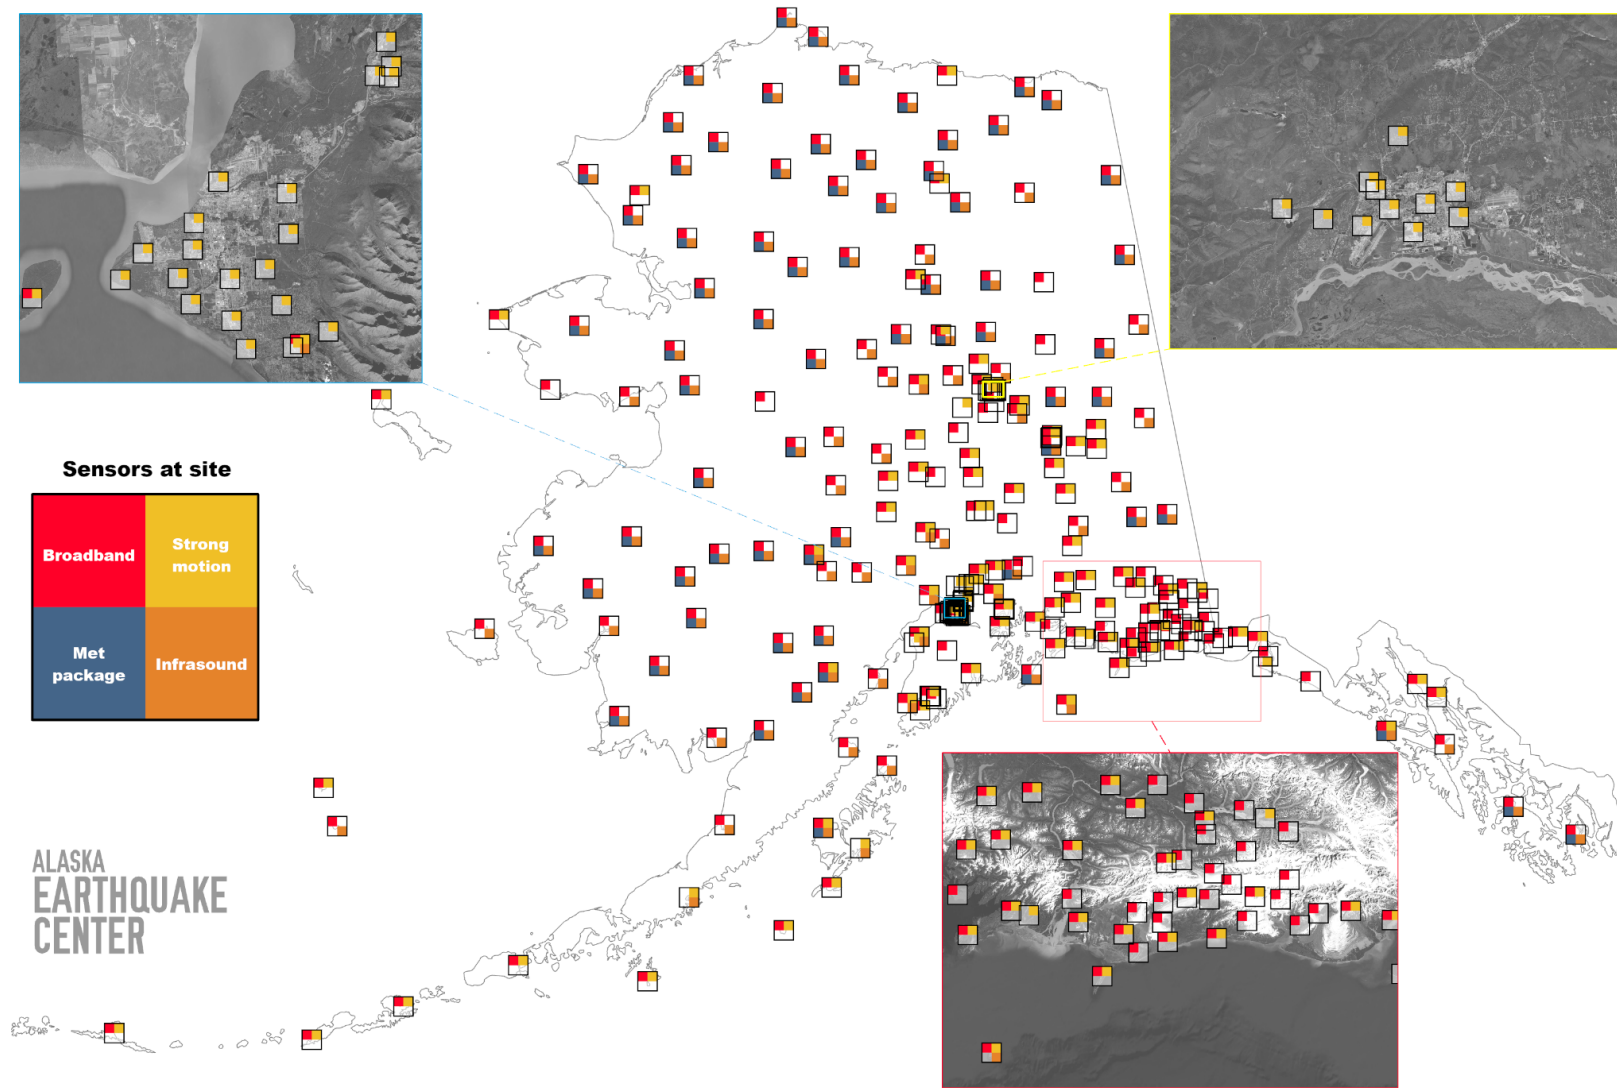 Sensors at site
Broadband
Strong
motion
Met
package
Infrasound
ALASKA
EARTHQUAKE
CENTER